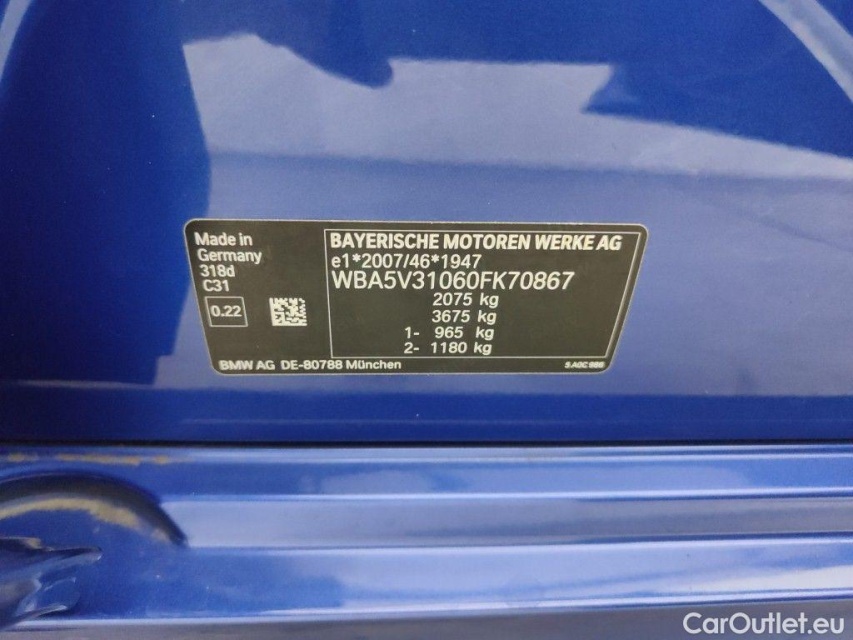 Made in
Germany
318d
C31
0.22
BAYERISCHE MOTOREN WERKE AG
e1*2007/46*1947
WBA5V31060FK70867
2075 kg
3675 kg
1- 965 kg
2- 1180 kg
BMW AG DE-80788 München
CarOutlet.eu